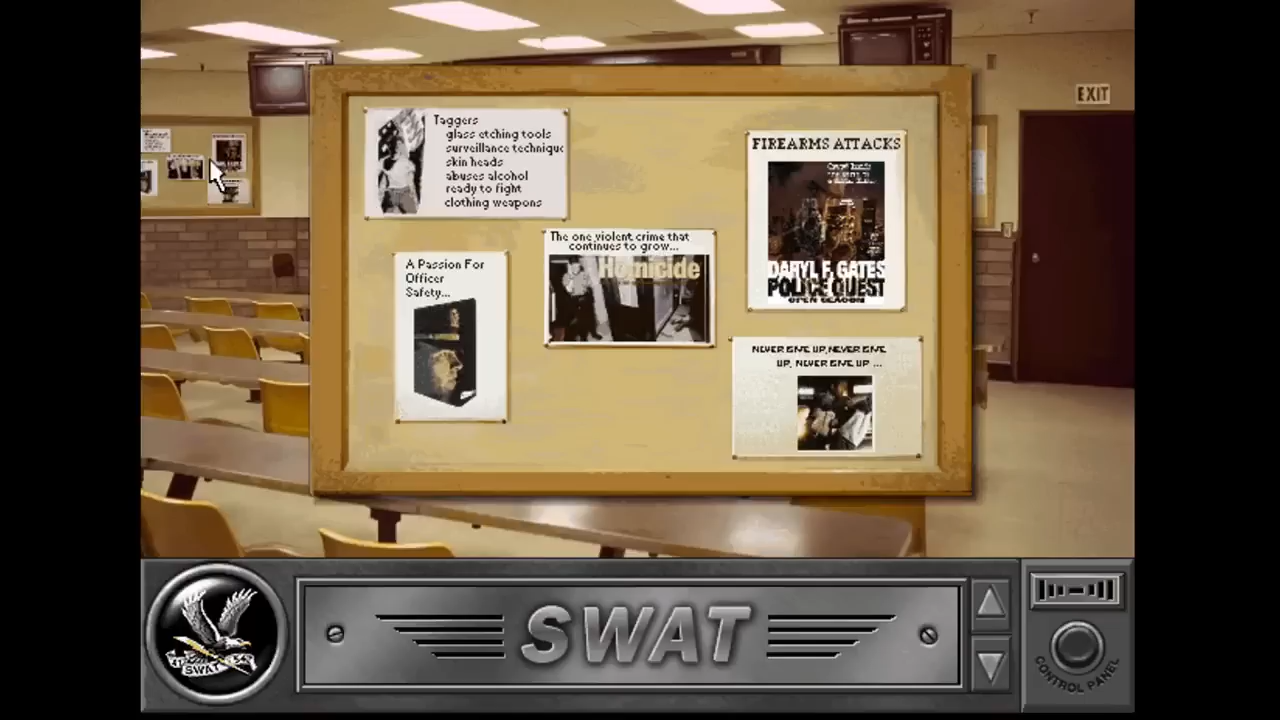 EXIT
Taggers
glass etching tools
surveillance techniqu
skin heads
abuses alcohol
ready to fight
clothing weapons
FIREARMS ATTACKS
DARYL F. GATES
POLICE QUEST
OPEN SEASON
The one violent crime that
continues to grow...
Homicide
A Passion For
Officer
Safety...
NEVER GIVE UP, NEVER GIVE
UP, NEVER GIVE UP ...
SWAT
SWAT
CONTROL PANEL